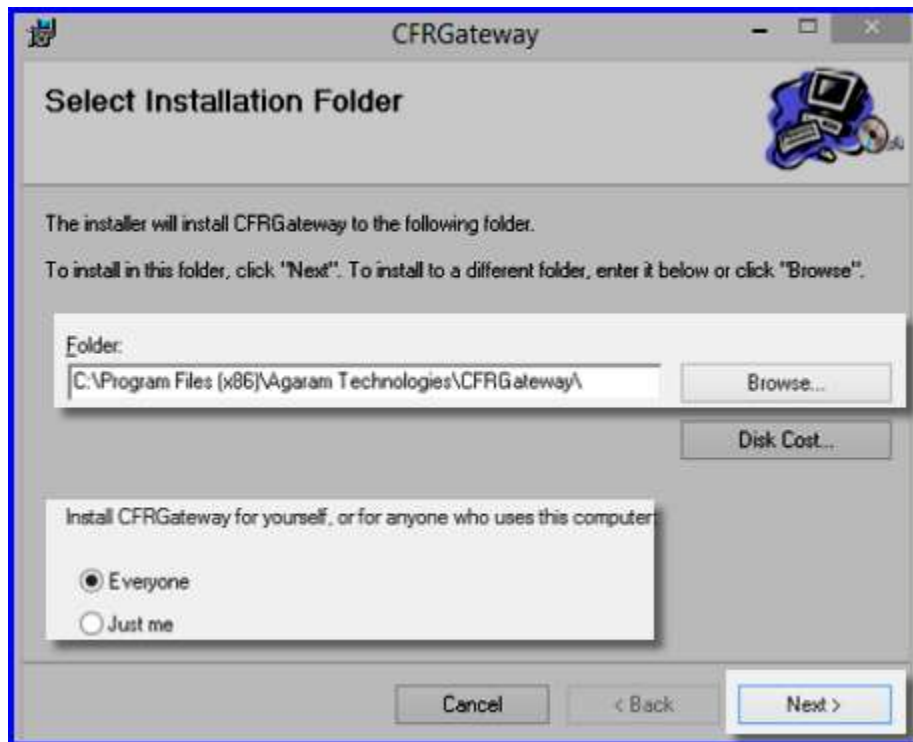 CFRGateway
Select Installation Folder
The installer will install CFRGateway to the following folder.
To install in this folder, click "Next". To install to a different folder, enter it below or click "Browse".
Folder:
C:\Program Files (x86)\Agaram Technologies\CFRGateway\
Browse...
Disk Cost...
Install CFRGateway for yourself, or for anyone who uses this computer:
Everyone
Just me
Cancel
< Back
Next >